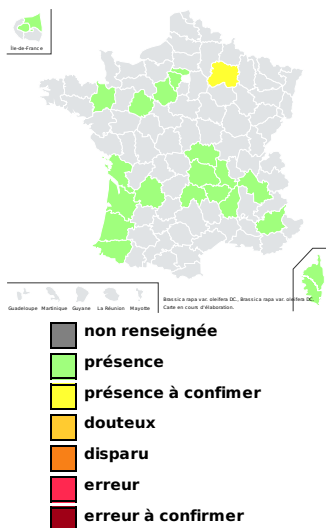 Île-de-France
Guadeloupe Martinique Guyane La Réunion Mayotte
Brassica rapa var. oleifera DC., Brassica rapa var. oleifera DC.
Carte en cours d'élaboration.
non renseignée
présence
présence à confimer
douteux
disparu
erreur
erreur à confirmer